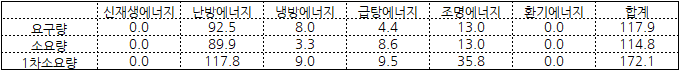 신재생에너지 난방에너지 냉방에너지 급탕에너지 조명에너지 환기에너지 합계
요구량 0.0 92.5 8.0 4.4 13.0 0.0 117.9
소요량 0.0 89.9 3.3 8.6 13.0 0.0 114.8
1차소요량 0.0 117.8 9.0 9.5 35.8 0.0 172.1